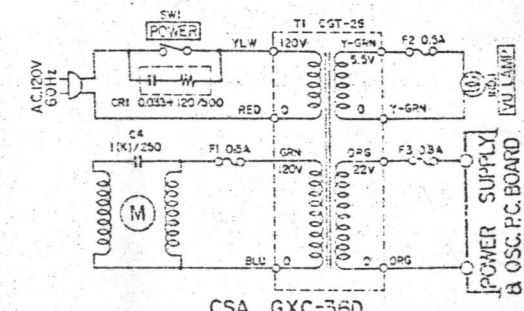 SW1
POWER
T1 CGT-29
YLW 120V Y-GRN F2 0.5A
5.5V
AC.120V
60Hz
CR1 0.033+120/500
RED 0 0 Y-GRN
VU LAMP
C4
1(K)/250
F1 0.6A GRN ORG F3 0.8A
120V 22V
M
BLU 0 0 ORG
POWER SUPPLY
& OSC. P.C. BOARD
CSA GXC-36D